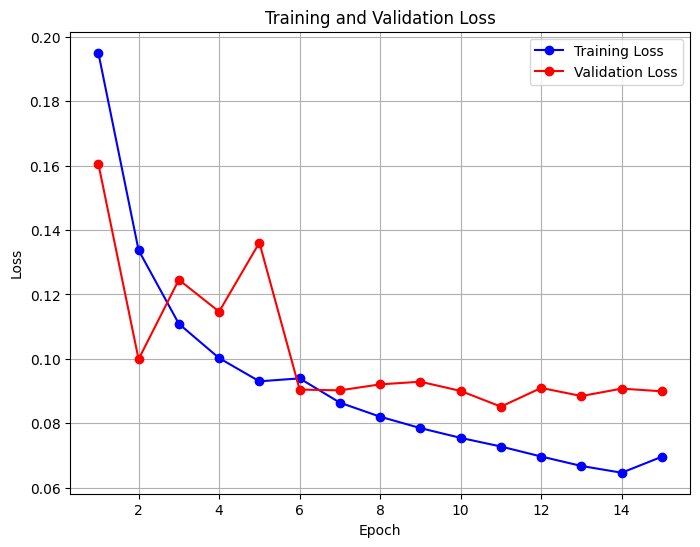 Training and Validation Loss
Training Loss
Validation Loss
Loss
0.20
0.18
0.16
0.14
0.12
0.10
0.08
0.06
2 4 6 8 10 12 14
Epoch